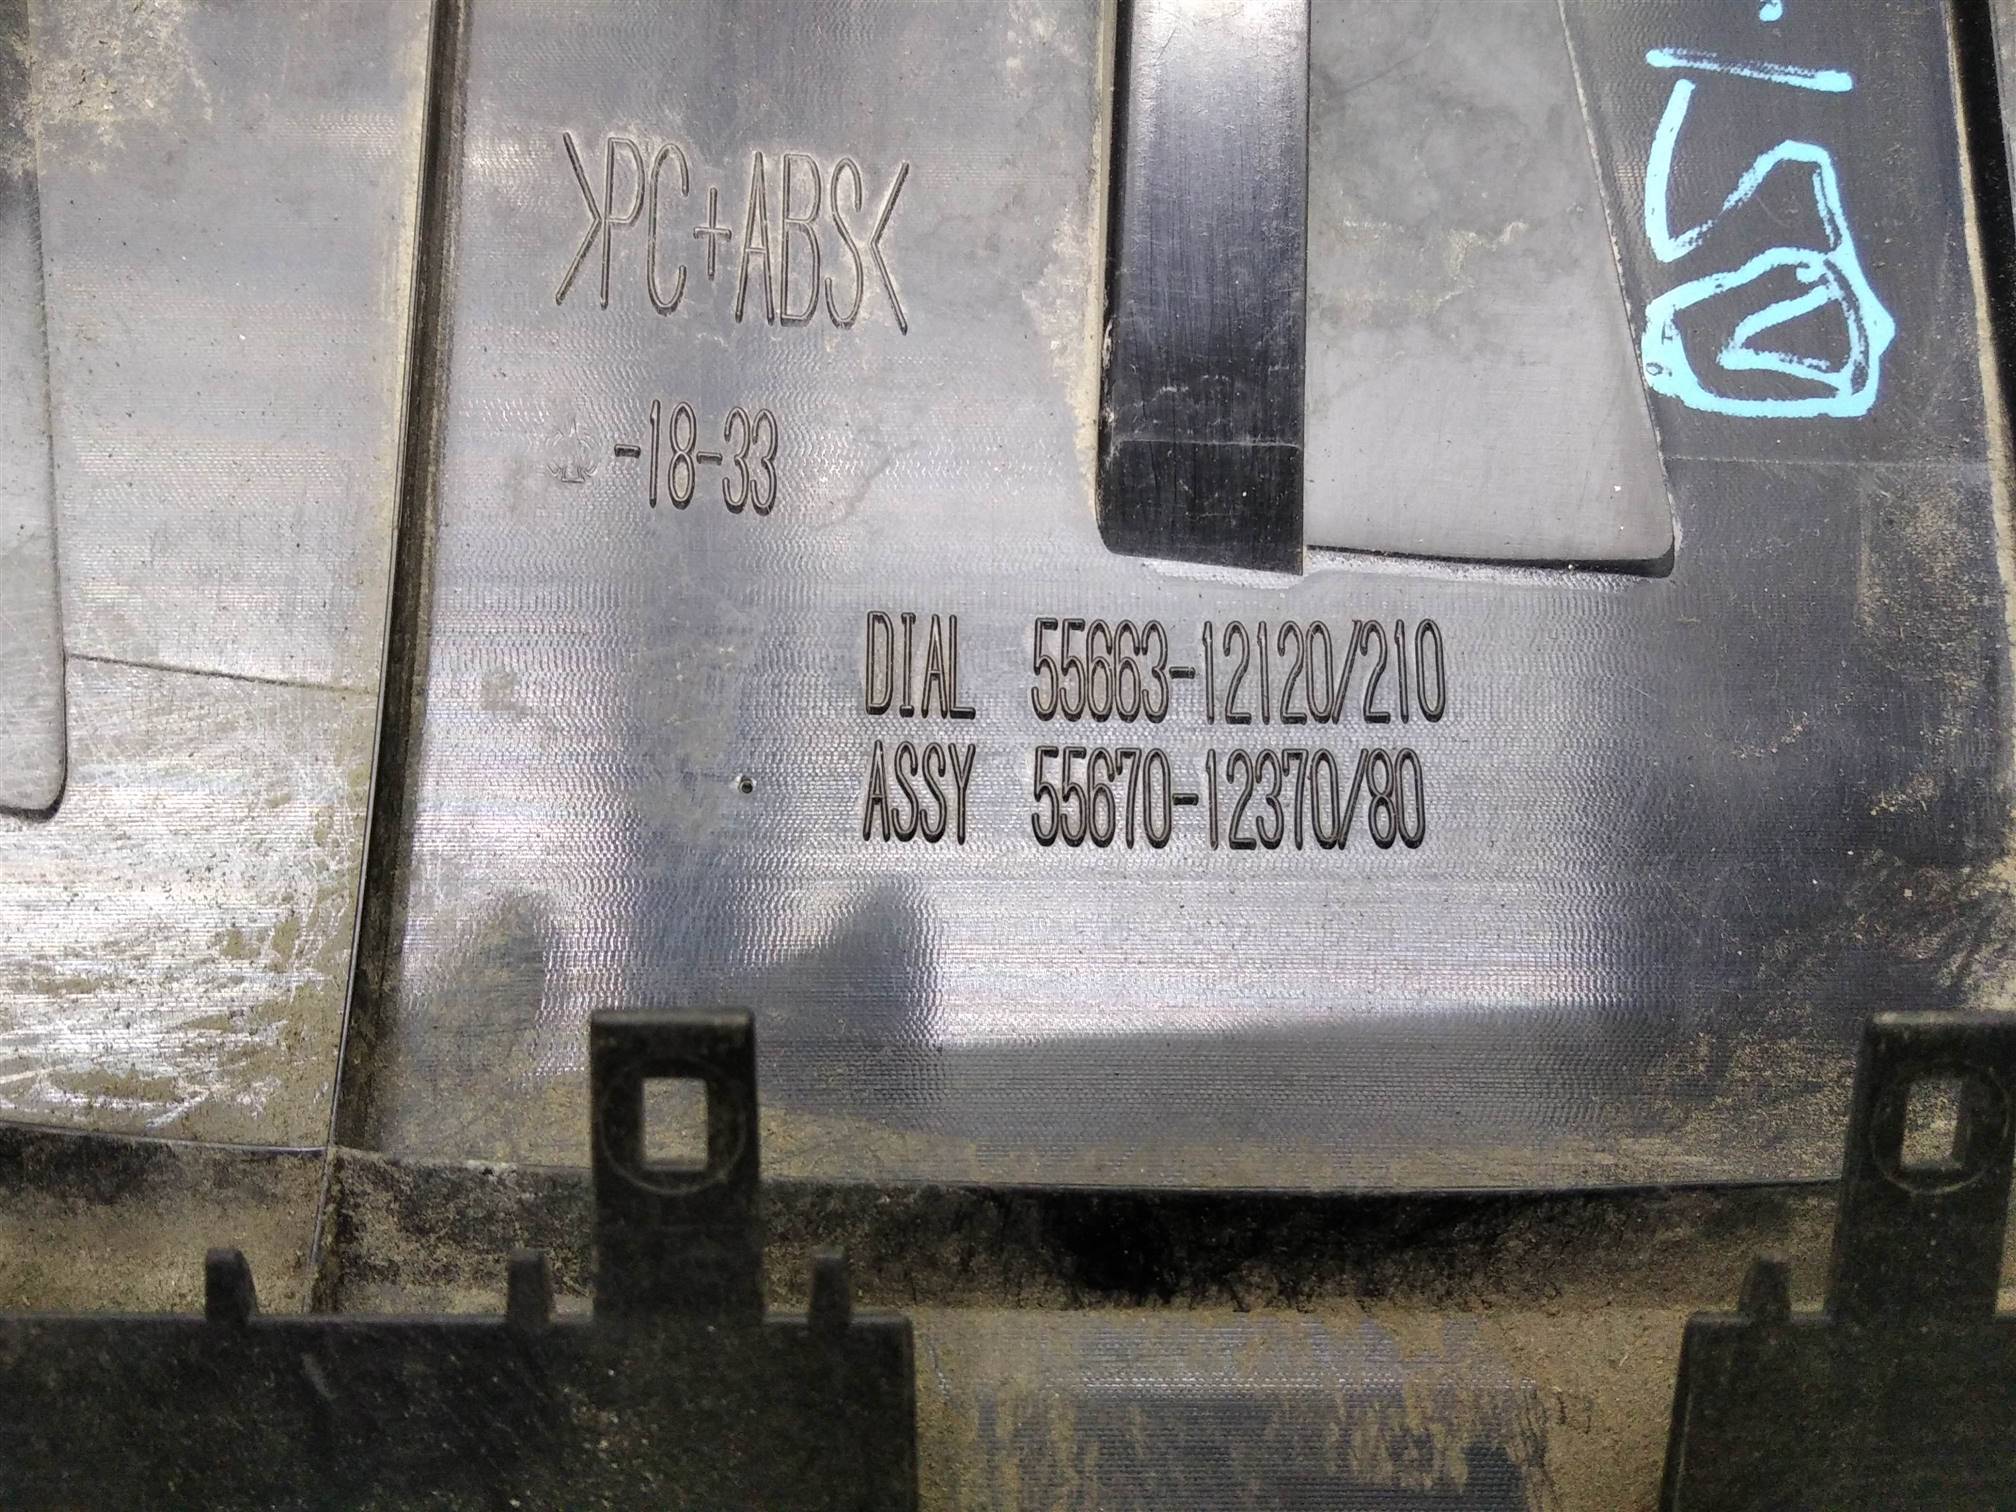 >PC+ABS<
-18-33
DIAL 55663-12120/210
ASSY 55670-12370/80